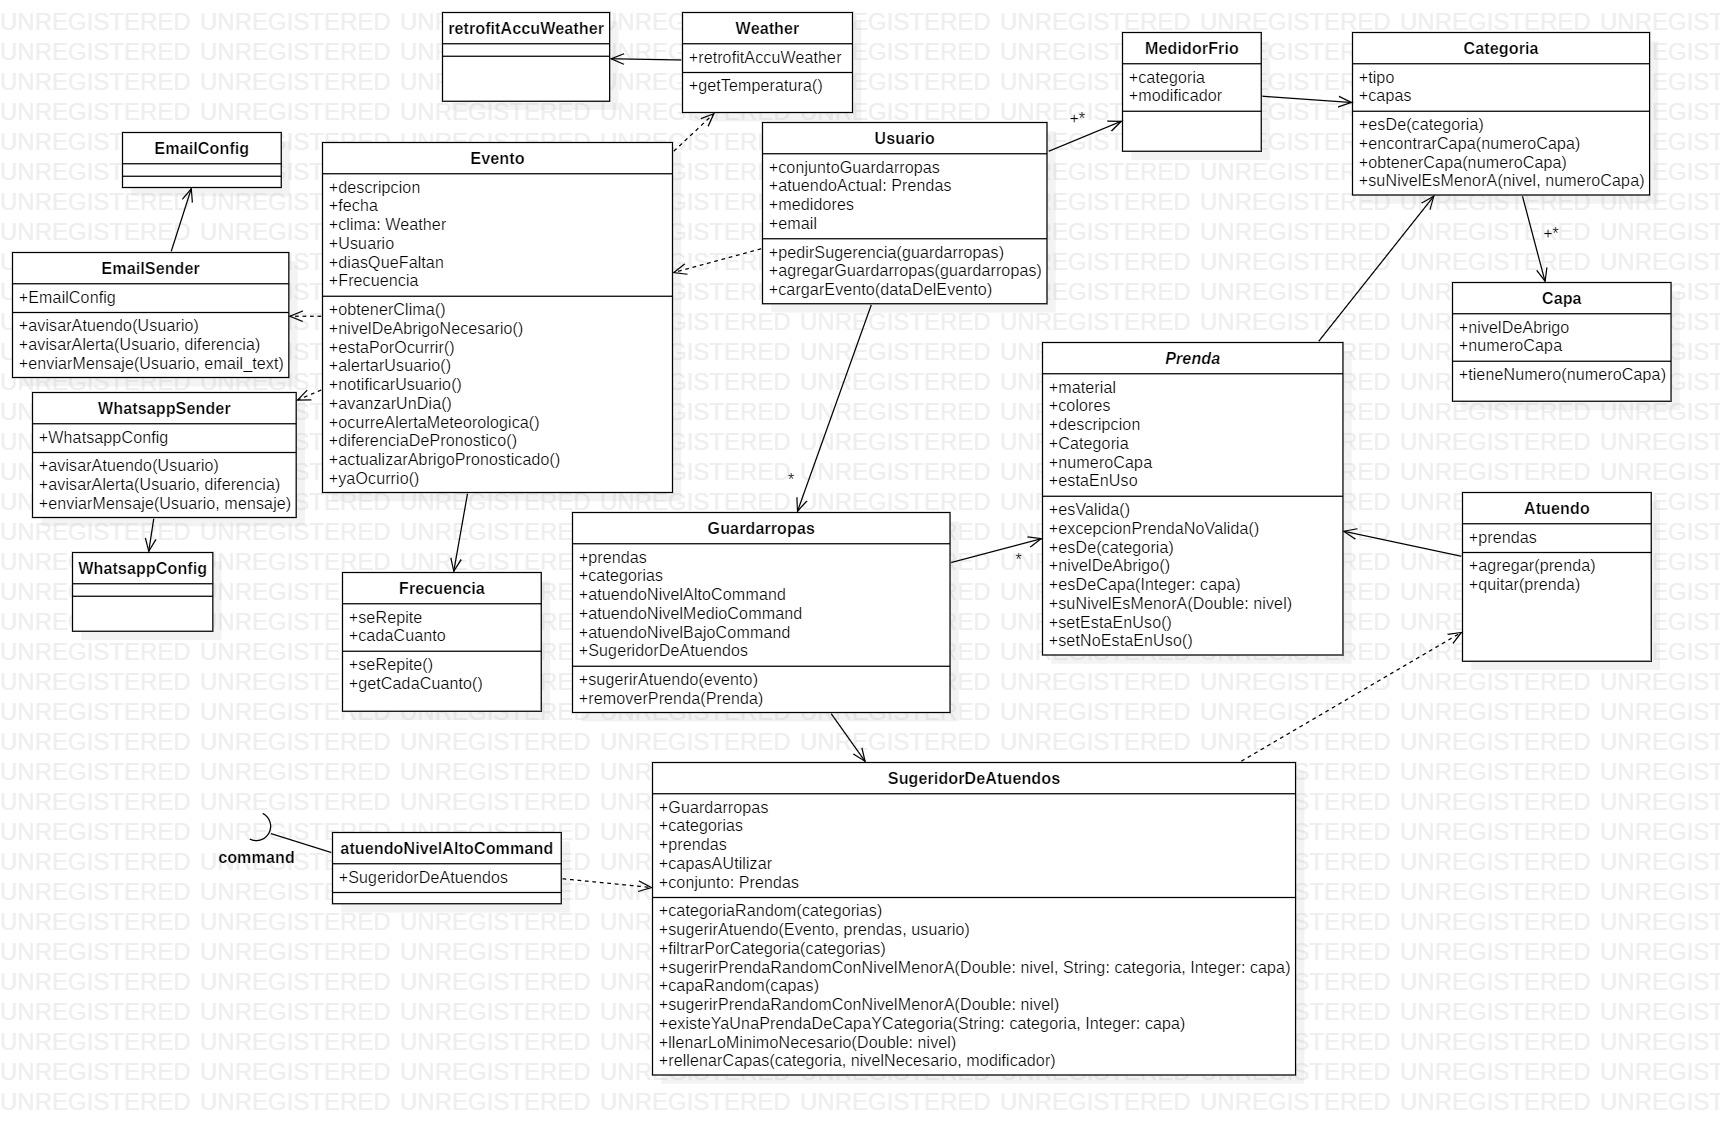 retrofitAccuWeather
Weather
+retrofitAccuWeather
+getTemperatura()
MedidorFrio
+categoria
+modificador
Categoria
+tipo
+capas
+esDe(categoria)
+encontrarCapa(numeroCapa)
+obtenerCapa(numeroCapa)
+suNivelEsMenorA(nivel, numeroCapa)
EmailConfig
Evento
+descripcion
+fecha
+clima: Weather
+Usuario
+diasQueFaltan
+Frecuencia
+obtenerClima()
+nivelDeAbrigoNecesario()
+estaPorOcurrir()
+alertarUsuario()
+notificarUsuario()
+avanzarUnDia()
+ocurreAlertaMeteorologica()
+diferenciaDePronostico()
+actualizarAbrigoPronosticado()
+yaOcurrio()
Usuario
+conjuntoGuardarropas
+atuendoActual: Prendas
+medidores
+email
+pedirSugerencia(guardarropas)
+agregarGuardarropas(guardarropas)
+cargarEvento(dataDelEvento)
+*
+*
EmailSender
+EmailConfig
+avisarAtuendo(Usuario)
+avisarAlerta(Usuario, diferencia)
+enviarMensaje(Usuario, email_text)
Capa
+nivelDeAbrigo
+numeroCapa
+tieneNumero(numeroCapa)
Prenda
+material
+colores
+descripcion
+Categoria
+numeroCapa
+estaEnUso
+esValida()
+excepcionPrendaNoValida()
+esDe(categoria)
+nivelDeAbrigo()
+esDeCapa(Integer: capa)
+suNivelEsMenorA(Double: nivel)
+setEstaEnUso()
+setNoEstaEnUso()
WhatsappSender
+WhatsappConfig
+avisarAtuendo(Usuario)
+avisarAlerta(Usuario, diferencia)
+enviarMensaje(Usuario, mensaje)
*
Atuendo
+prendas
+agregar(prenda)
+quitar(prenda)
Guardarropas
+prendas
+categorias
+atuendoNivelAltoCommand
+atuendoNivelMedioCommand
+atuendoNivelBajoCommand
+SugeridorDeAtuendos
+sugerirAtuendo(evento)
+removerPrenda(Prenda)
*
WhatsappConfig
Frecuencia
+seRepite
+cadaCuanto
+seRepite()
+getCadaCuanto()
SugeridorDeAtuendos
+Guardarropas
+categorias
+prendas
+capasAUtilizar
+conjunto: Prendas
+categoriaRandom(categorias)
+sugerirAtuendo(Evento, prendas, usuario)
+filtrarPorCategoria(categorias)
+sugerirPrendaRandomConNivelMenorA(Double: nivel, String: categoria, Integer: capa)
+capaRandom(capas)
+sugerirPrendaRandomConNivelMenorA(Double: nivel)
+existeYaUnaPrendaDeCapaYCategoria(String: categoria, Integer: capa)
+llenarLoMinimoNecesario(Double: nivel)
+rellenarCapas(categoria, nivelNecesario, modificador)
command
atuendoNivelAltoCommand
+SugeridorDeAtuendos
UNREGISTERED